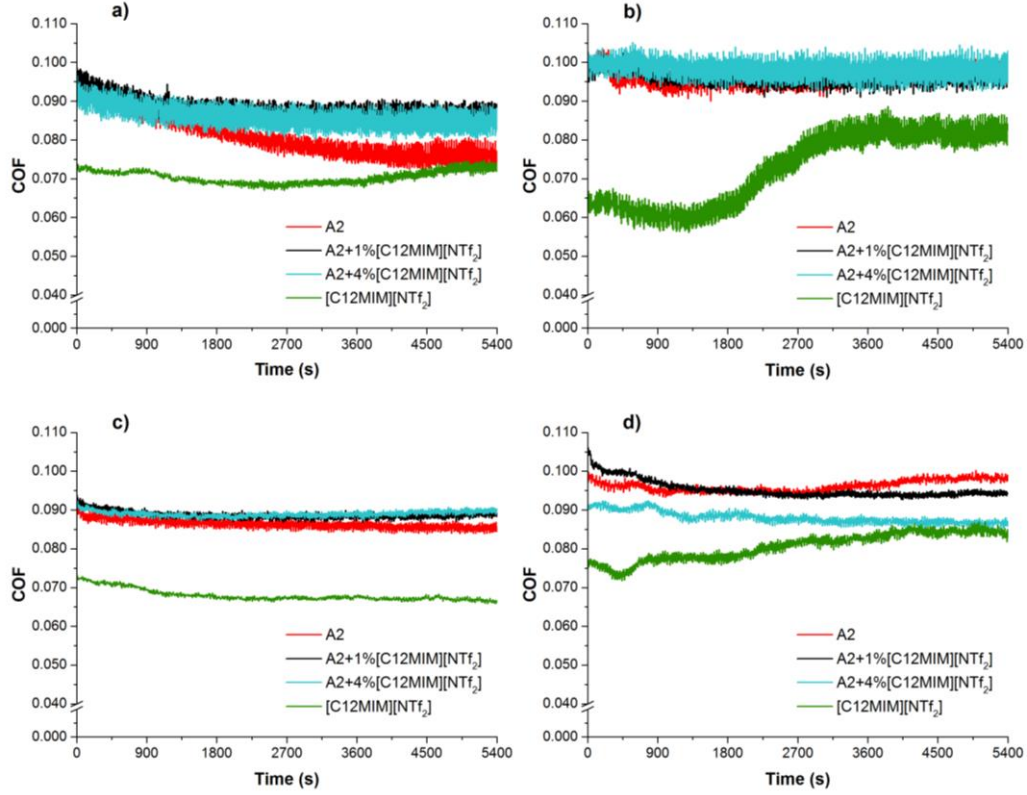 a)
0.110
0.100
0.090
0.080
0.070
0.060
0.050
0.040
0.000
COF
A2
A2+1%[C12MIM][NTf₂]
A2+4%[C12MIM][NTf₂]
[C12MIM][NTf₂]
0 900 1800 2700 3600 4500 5400
Time (s)
b)
0.110
0.100
0.090
0.080
0.070
0.060
0.050
0.040
0.000
COF
A2
A2+1%[C12MIM][NTf₂]
A2+4%[C12MIM][NTf₂]
[C12MIM][NTf₂]
0 900 1800 2700 3600 4500 5400
Time (s)
c)
0.110
0.100
0.090
0.080
0.070
0.060
0.050
0.040
0.000
COF
A2
A2+1%[C12MIM][NTf₂]
A2+4%[C12MIM][NTf₂]
[C12MIM][NTf₂]
0 900 1800 2700 3600 4500 5400
Time (s)
d)
0.110
0.100
0.090
0.080
0.070
0.060
0.050
0.040
0.000
COF
A2
A2+1%[C12MIM][NTf₂]
A2+4%[C12MIM][NTf₂]
[C12MIM][NTf₂]
0 900 1800 2700 3600 4500 5400
Time (s)